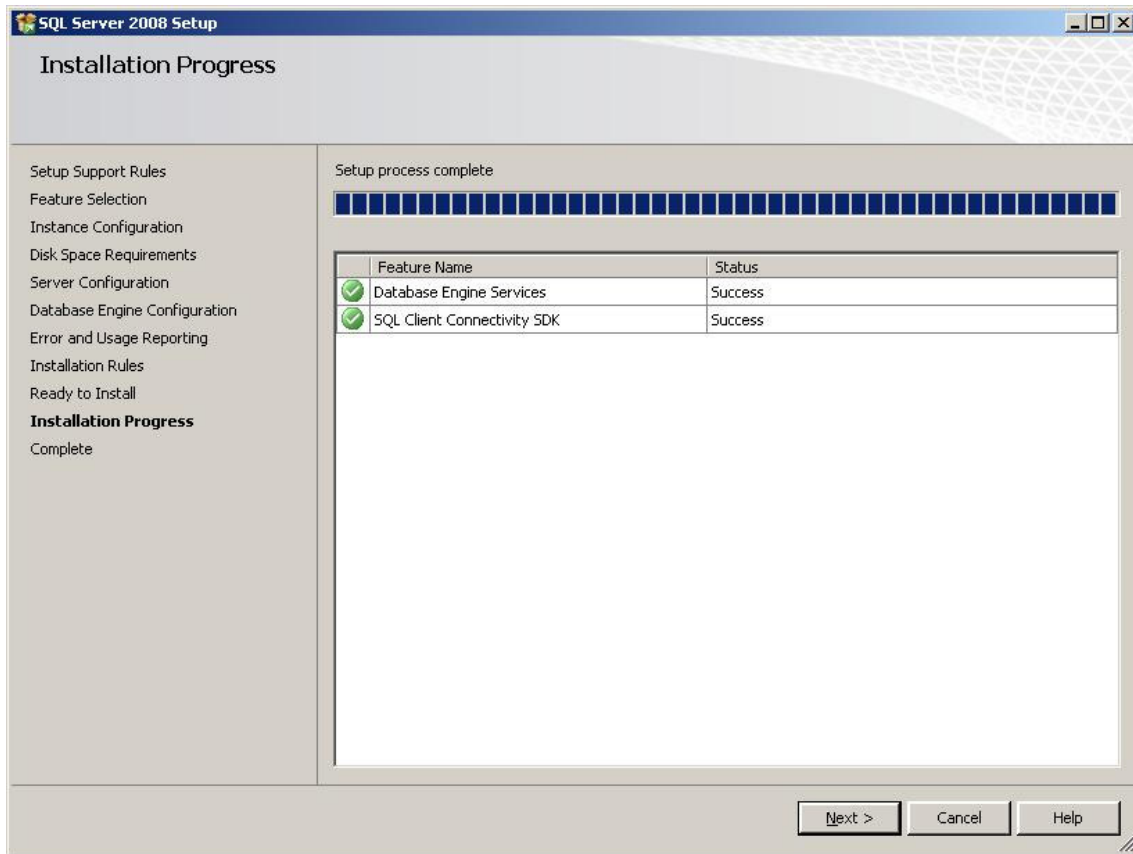 SQL Server 2008 Setup
Installation Progress
Setup Support Rules
Feature Selection
Instance Configuration
Disk Space Requirements
Server Configuration
Database Engine Configuration
Error and Usage Reporting
Installation Rules
Ready to Install
Installation Progress
Complete
Setup process complete
Feature Name Status
Database Engine Services Success
SQL Client Connectivity SDK Success
Next > Cancel Help